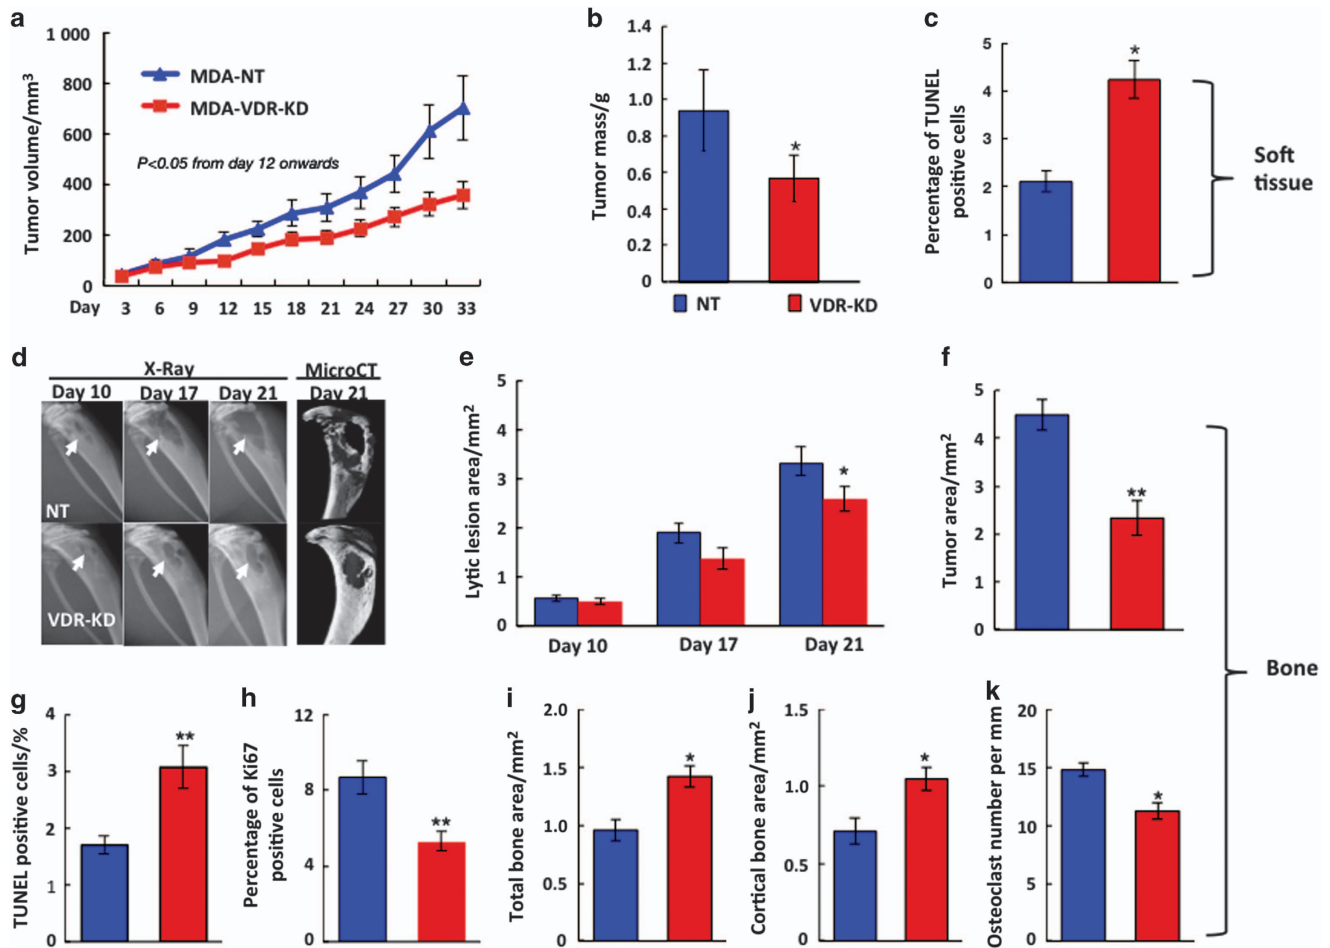 a
Tumor volume/mm3
1 000
800
600
400
200
0
MDA-NT
MDA-VDR-KD
P<0.05 from day 12 onwards
Day 3 6 9 12 15 18 21 24 27 30 33
b
Tumor mass/g
1.4
1.2
1.0
0.8
0.6
0.4
0.2
0
*
NT VDR-KD
c
Percentage of TUNEL
positive cells
5
4
3
2
1
0
*
Soft
tissue
d
X-Ray MicroCT
Day 10 Day 17 Day 21 Day 21
NT
VDR-KD
e
Lytic lesion area/mm2
5
4
3
2
1
0
*
Day 10 Day 17 Day 21
f
Tumor area/mm2
5
4
3
2
1
0
**
Bone
g
TUNEL positive cells/%
4
3
2
1
0
**
h
Percentage of Ki67
positive cells
12
8
4
0
**
i
Total bone area/mm2
2.0
1.5
1.0
0.5
0
*
j
Cortical bone area/mm2
1.5
1.0
0.5
0
*
k
Osteoclast number per mm
20
15
10
5
0
*